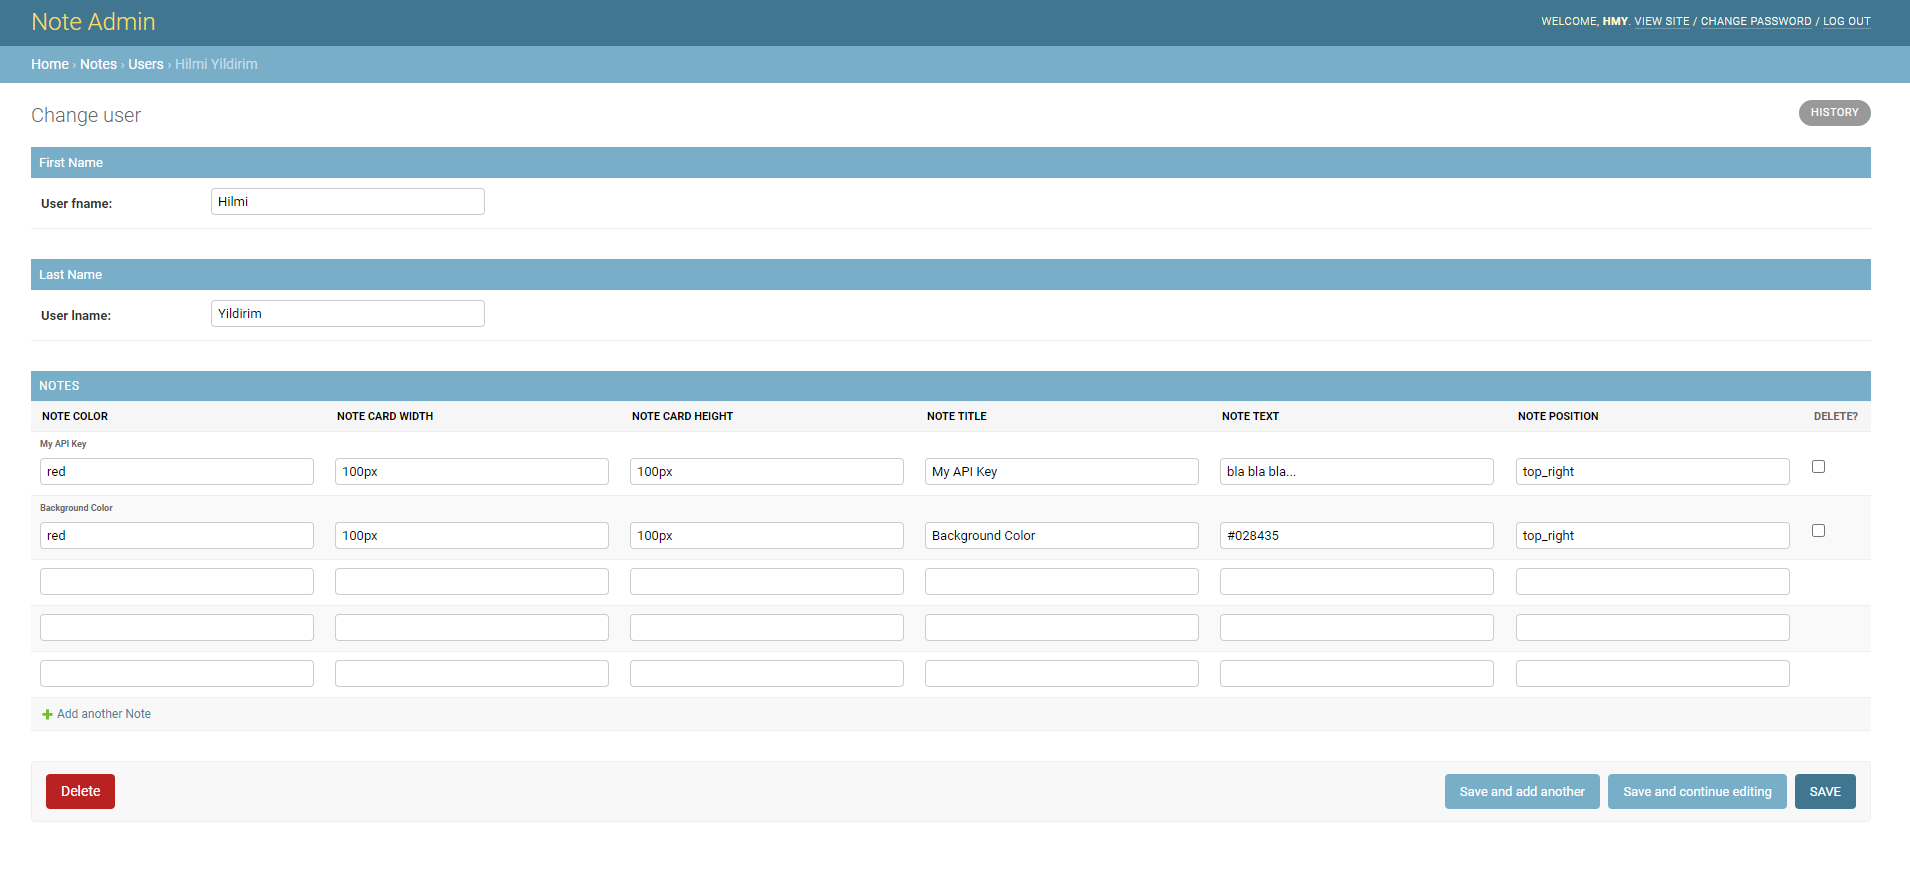 Note Admin
WELCOME, HMY. VIEW SITE / CHANGE PASSWORD / LOG OUT
Home › Notes › Users › Hilmi Yildirim
Change user
HISTORY
First Name
User fname: Hilmi
Last Name
User lname: Yildirim
NOTES
NOTE COLOR NOTE CARD WIDTH NOTE CARD HEIGHT NOTE TITLE NOTE TEXT NOTE POSITION DELETE?
My API Key
red 100px 100px My API Key bla bla bla... top_right
Background Color
red 100px 100px Background Color #028435 top_right
Add another Note
Delete Save and add another Save and continue editing SAVE